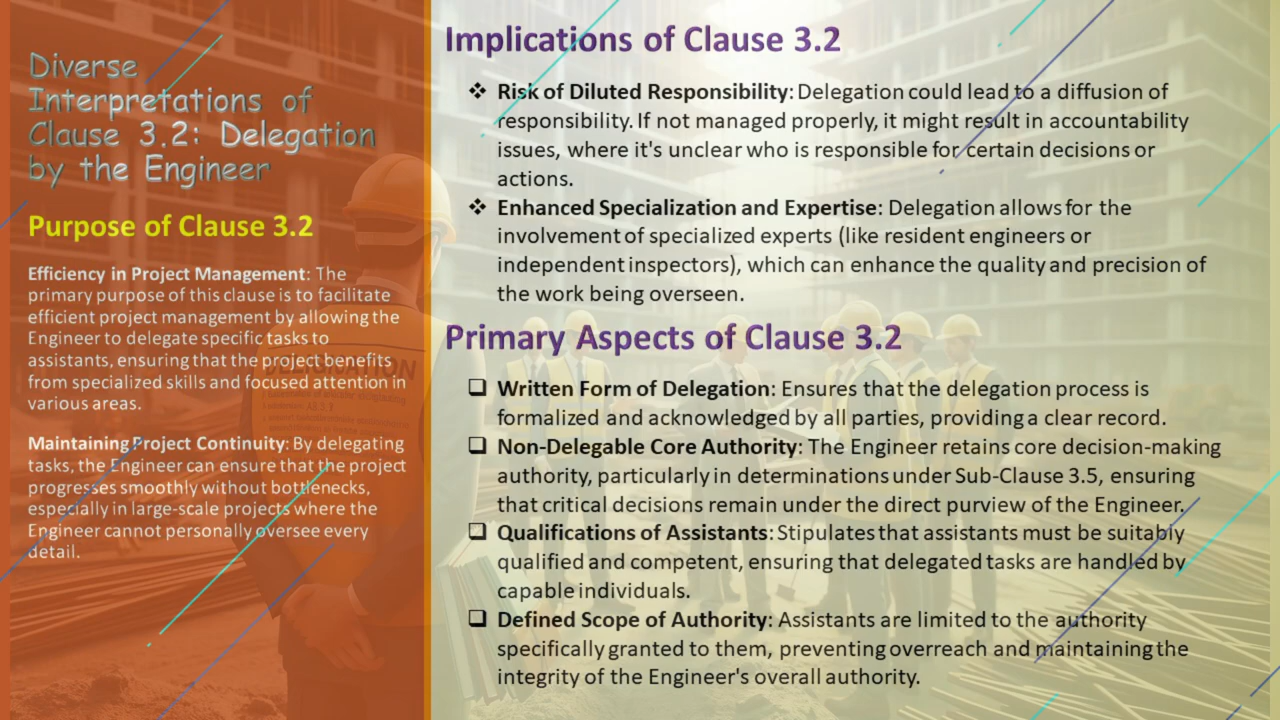 Diverse
Interpretations of
Clause 3.2: Delegation
by the Engineer
Purpose of Clause 3.2
Efficiency in Project Management: The
primary purpose of this clause is to facilitate
efficient project management by allowing the
Engineer to delegate specific tasks to
assistants, ensuring that the project benefits
from specialized skills and focused attention in
various areas.
Maintaining Project Continuity: By delegating
tasks, the Engineer can ensure that the project
progresses smoothly without bottlenecks,
especially in large-scale projects where the
Engineer cannot personally oversee every
detail.
Implications of Clause 3.2
❖ Risk of Diluted Responsibility: Delegation could lead to a diffusion of
responsibility. If not managed properly, it might result in accountability
issues, where it's unclear who is responsible for certain decisions or
actions.
❖ Enhanced Specialization and Expertise: Delegation allows for the
involvement of specialized experts (like resident engineers or
independent inspectors), which can enhance the quality and precision of
the work being overseen.
Primary Aspects of Clause 3.2
❑ Written Form of Delegation: Ensures that the delegation process is
formalized and acknowledged by all parties, providing a clear record.
❑ Non-Delegable Core Authority: The Engineer retains core decision-making
authority, particularly in determinations under Sub-Clause 3.5, ensuring
that critical decisions remain under the direct purview of the Engineer.
❑ Qualifications of Assistants: Stipulates that assistants must be suitably
qualified and competent, ensuring that delegated tasks are handled by
capable individuals.
❑ Defined Scope of Authority: Assistants are limited to the authority
specifically granted to them, preventing overreach and maintaining the
integrity of the Engineer's overall authority.